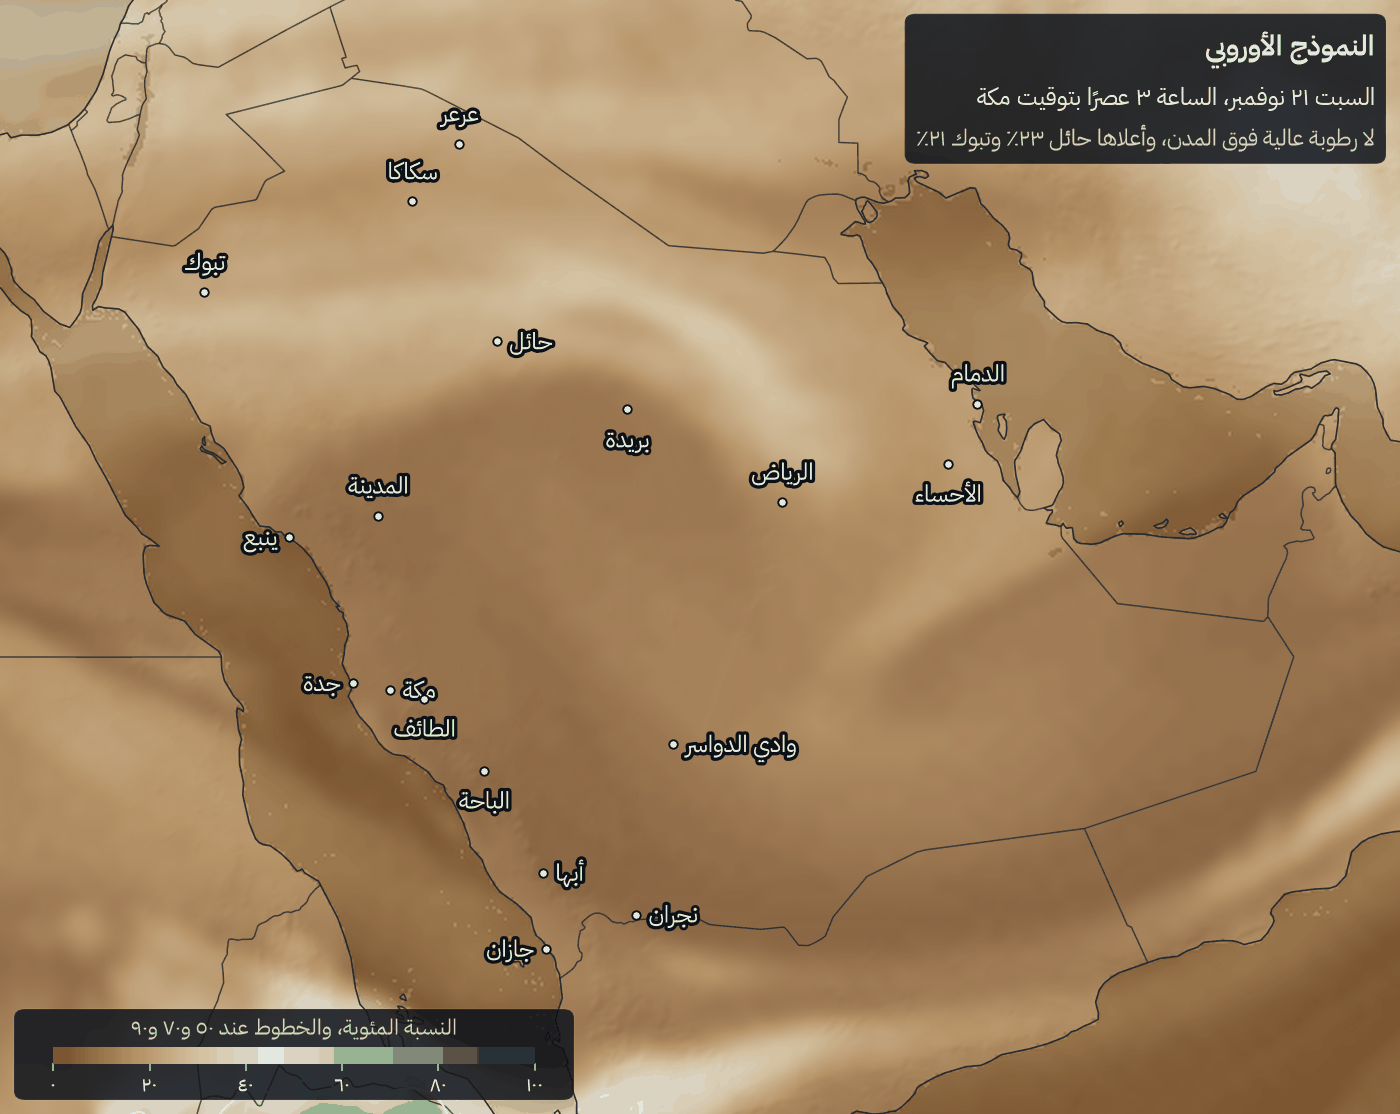 النموذج الأوروبي
السبت ٢١ نوفمبر، الساعة ٣ عصرًا بتوقيت مكة
لا رطوبة عالية فوق المدن، وأعلاها حائل ٢٣٪ وتبوك ٢١٪
عرعر
سكاكا
تبوك
حائل
الدمام
بريدة
الرياض
المدينة
الأحساء
ينبع
جدة
مكة
الطائف
وادي الدواسر
الباحة
أبها
نجران
جازان
النسبة المئوية، والخطوط عند ٥٠ و٧٠ و٩٠
٠ ٢٠ ٤٠ ٦٠ ٨٠ ١٠٠